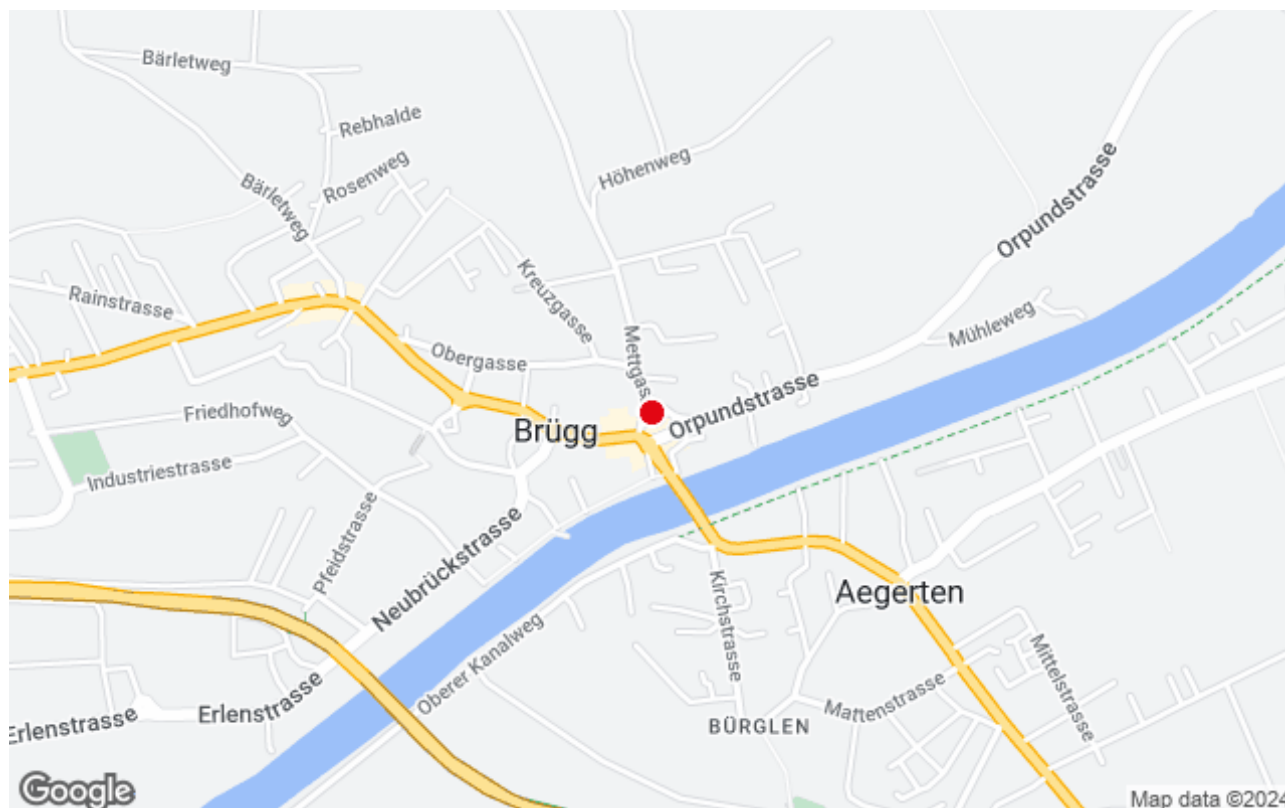 Bärletweg
Rebhalde
Rosenweg
Höhenweg
Bärletweg
Orpundstrasse
Kreuzgasse
Rainstrasse
Mühleweg
Obergasse
Mettgas
Orpundstrasse
Friedhofweg
Brügg
Industriestrasse
Pfeidstrasse
Neubrückstrasse
Aegerten
Kirchstrasse
Oberer Kanalweg
Mittelstrasse
Erlenstrasse
Mattenstrasse
Erlenstrasse
BÜRGLEN
Google
Map data ©2024